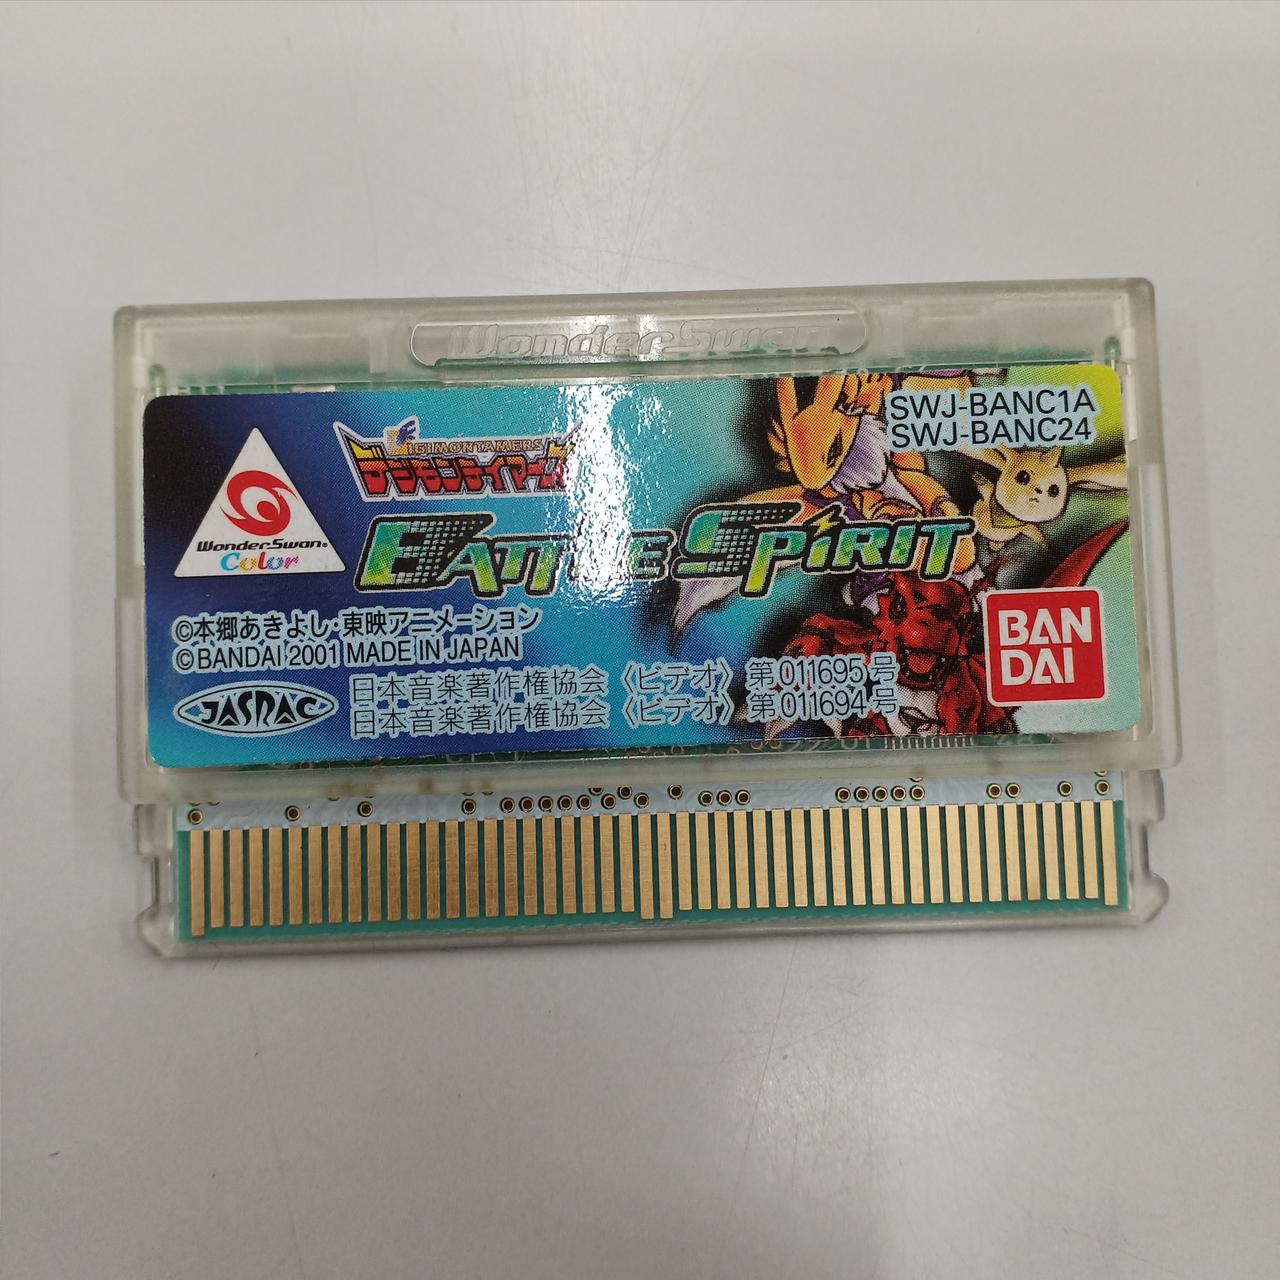 WonderSwan
SWJ-BANC1A
SWJ-BANC24
DIGIMONTAMERS
デジモンテイマーズ
BATTLE SPIRIT
WonderSwan®
Color
©本郷あきよし・東映アニメーション
©BANDAI 2001 MADE IN JAPAN
BAN
DAI
JASRAC
日本音楽著作権協会〈ビデオ〉第011695号
日本音楽著作権協会〈ビデオ〉第011694号